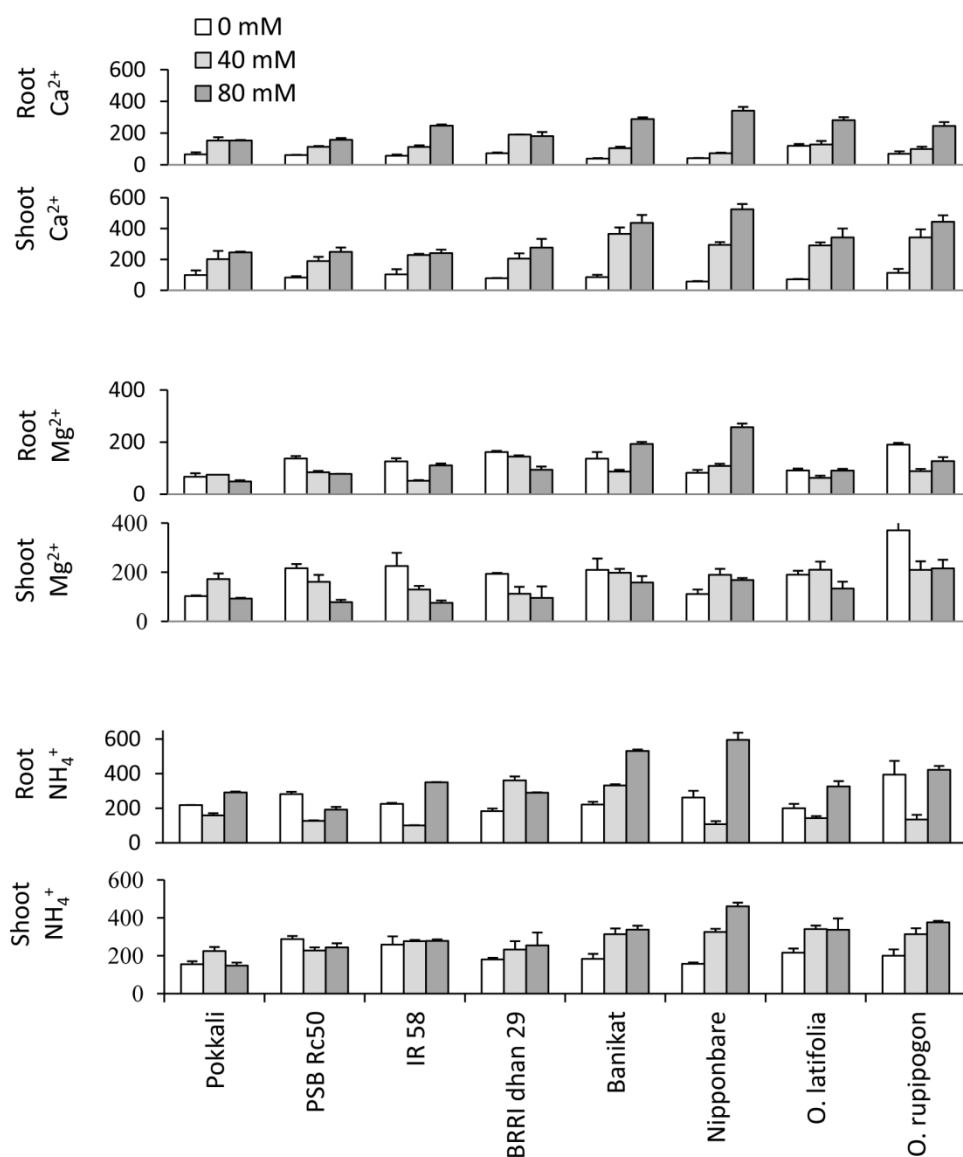 0 mM
40 mM
80 mM
Root
Ca²⁺
600
400
200
0
Shoot
Ca²⁺
600
400
200
0
Root
Mg²⁺
400
200
0
Shoot
Mg²⁺
400
200
0
Root
NH₄⁺
600
400
200
0
Shoot
NH₄⁺
600
400
200
0
Pokkali
PSB Rc50
IR 58
BRRI dhan 29
Banikat
Nipponbare
O. latifolia
O. rupipogon